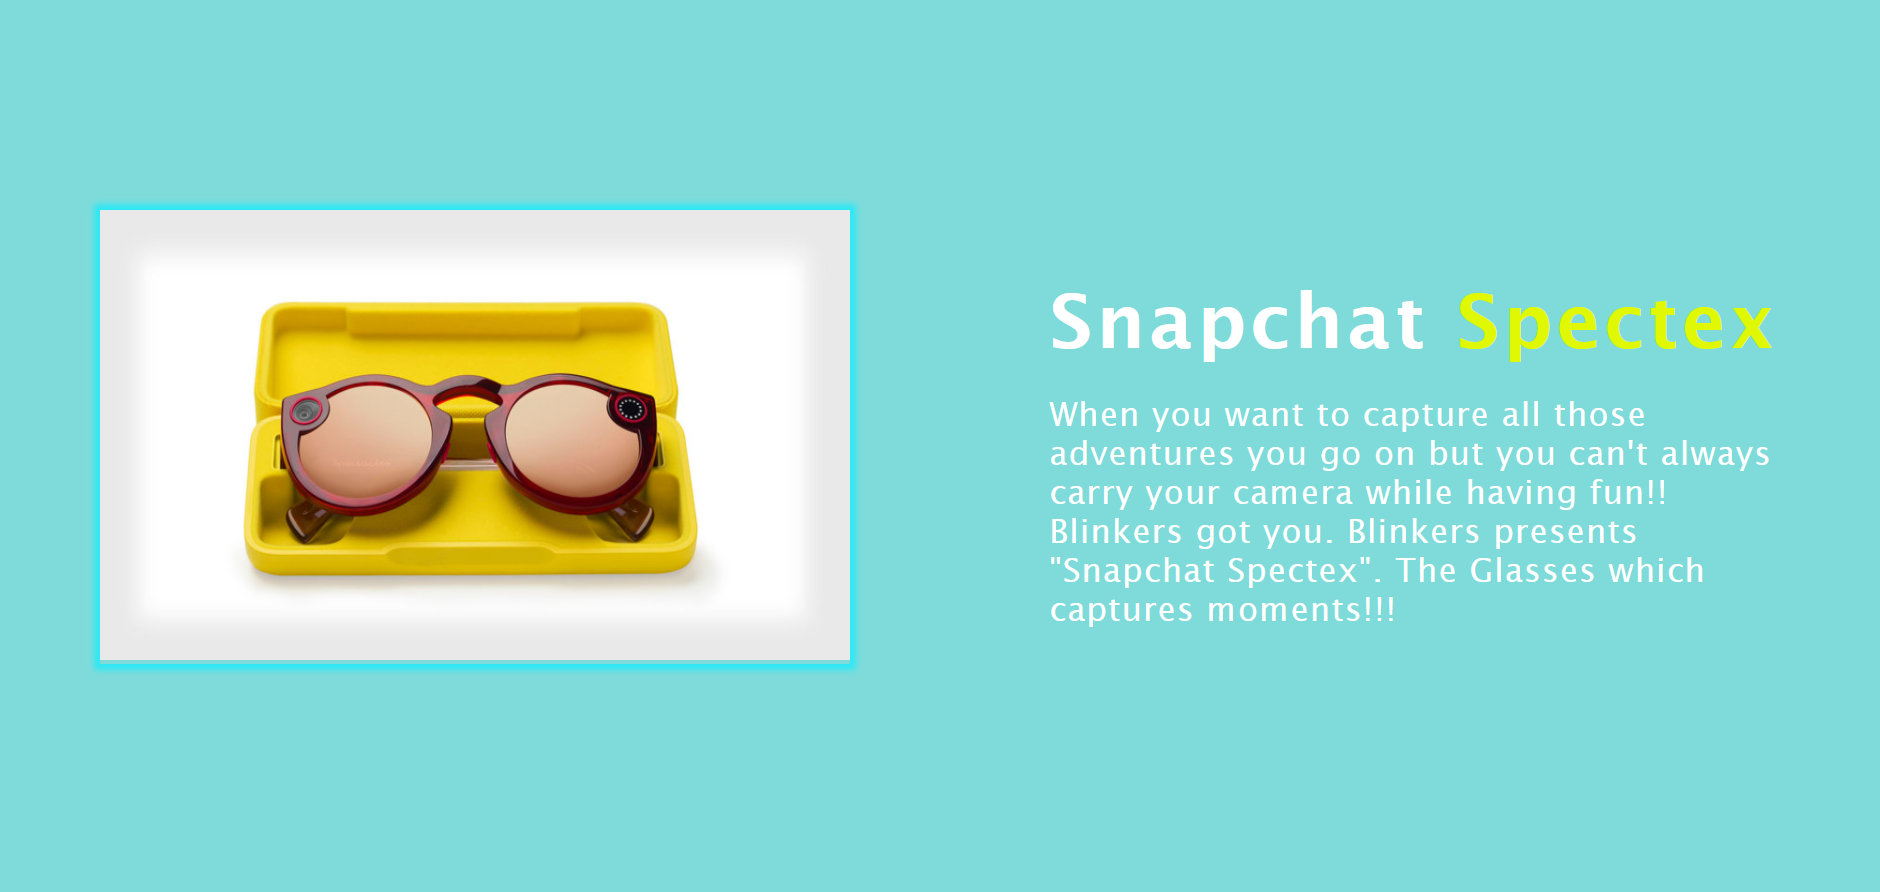 Snapchat Spectex
When you want to capture all those
adventures you go on but you can't always
carry your camera while having fun!!
Blinkers got you. Blinkers presents
"Snapchat Spectex". The Glasses which
captures moments!!!